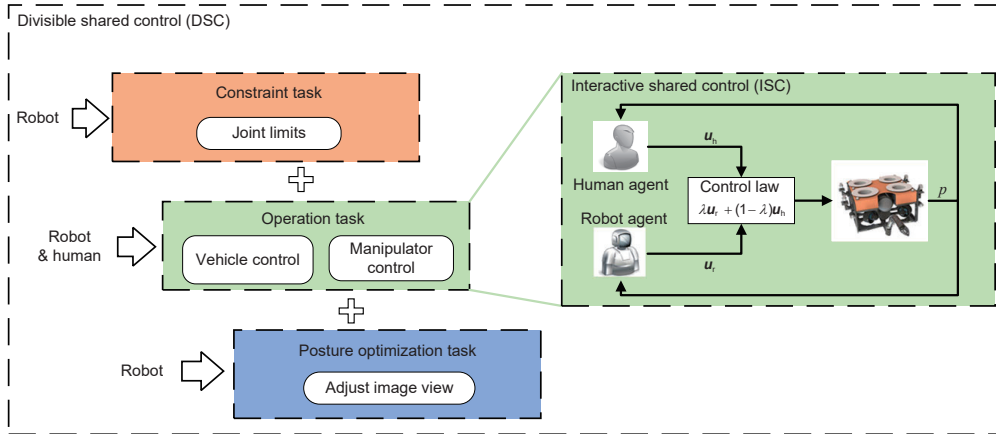 Divisible shared control (DSC)
Constraint task
Robot
Joint limits
Operation task
Robot
& human
Vehicle control
Manipulator
control
Posture optimization task
Robot
Adjust image view
Interactive shared control (ISC)
u_h
Human agent
Control law
λu_r + (1− λ)u_h
p
Robot agent
u_r